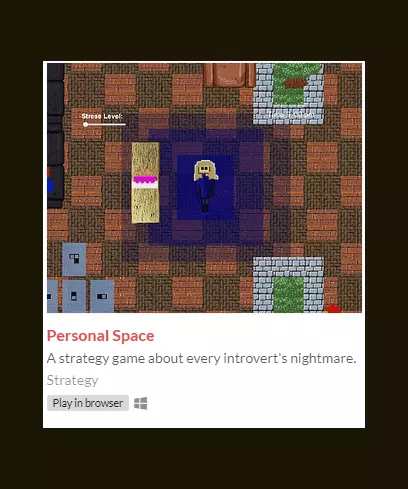 Stress Level:
Personal Space
A strategy game about every introvert's nightmare.
Strategy
Play in browser